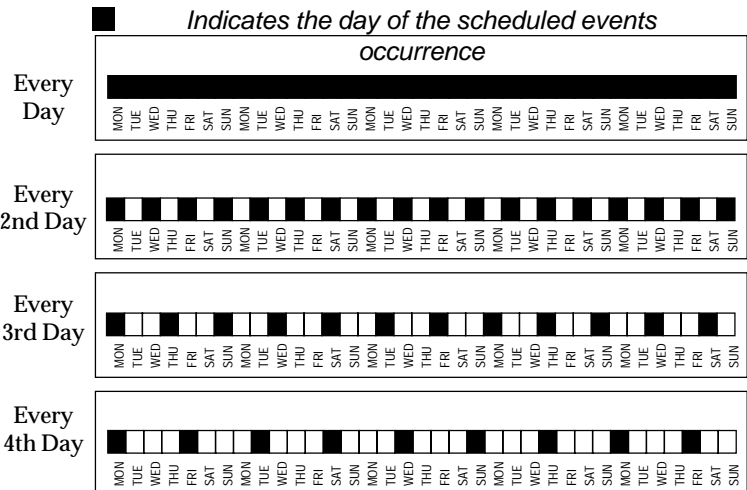 Indicates the day of the scheduled events
occurrence
Every
Day
MON TUE WED THU FRI SAT SUN MON TUE WED THU FRI SAT SUN MON TUE WED THU FRI SAT SUN MON TUE WED THU FRI SAT SUN MON TUE WED THU FRI SAT SUN
Every
2nd Day
MON TUE WED THU FRI SAT SUN MON TUE WED THU FRI SAT SUN MON TUE WED THU FRI SAT SUN MON TUE WED THU FRI SAT SUN MON TUE WED THU FRI SAT SUN
Every
3rd Day
MON TUE WED THU FRI SAT SUN MON TUE WED THU FRI SAT SUN MON TUE WED THU FRI SAT SUN MON TUE WED THU FRI SAT SUN MON TUE WED THU FRI SAT SUN
Every
4th Day
MON TUE WED THU FRI SAT SUN MON TUE WED THU FRI SAT SUN MON TUE WED THU FRI SAT SUN MON TUE WED THU FRI SAT SUN MON TUE WED THU FRI SAT SUN